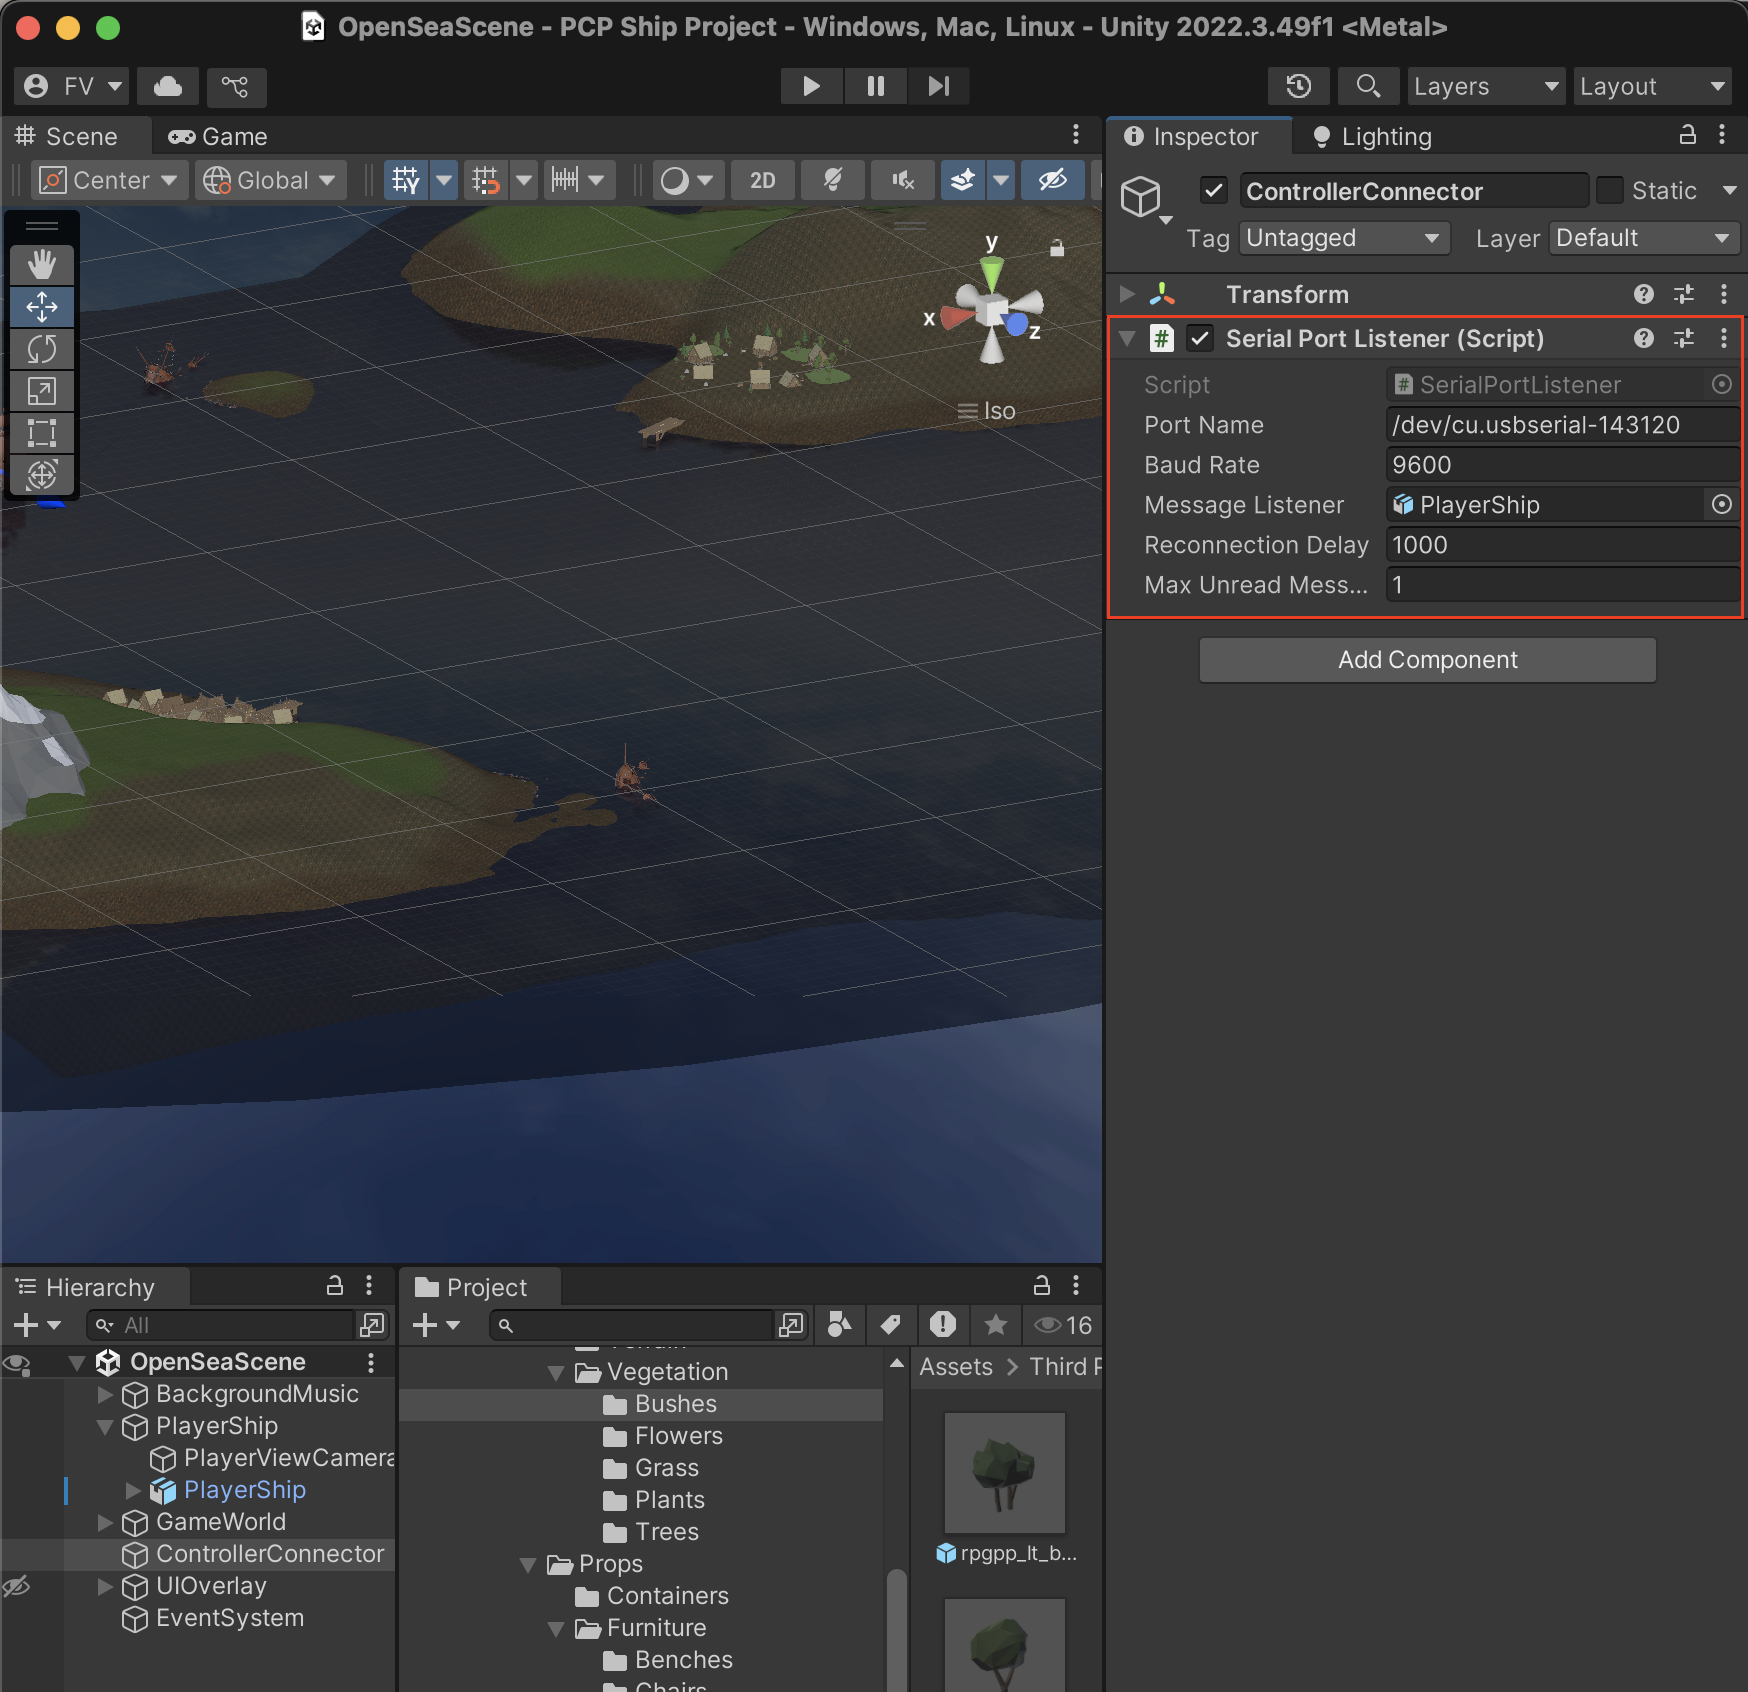 OpenSeaScene - PCP Ship Project - Windows, Mac, Linux - Unity 2022.3.49f1 <Metal>
FV
Layers
Layout
Scene
Game
Center
Global
2D
y
x
z
Iso
Inspector
Lighting
ControllerConnector
Static
Tag
Untagged
Layer
Default
Transform
Serial Port Listener (Script)
Script
SerialPortListener
Port Name
/dev/cu.usbserial-143120
Baud Rate
9600
Message Listener
PlayerShip
Reconnection Delay
1000
Max Unread Mess...
1
Add Component
Hierarchy
All
OpenSeaScene
BackgroundMusic
PlayerShip
PlayerViewCamera
PlayerShip
GameWorld
ControllerConnector
UIOverlay
EventSystem
Project
16
Vegetation
Bushes
Flowers
Grass
Plants
Trees
Props
Containers
Furniture
Benches
Chairs
Assets > Third P
rpgpp_lt_b...